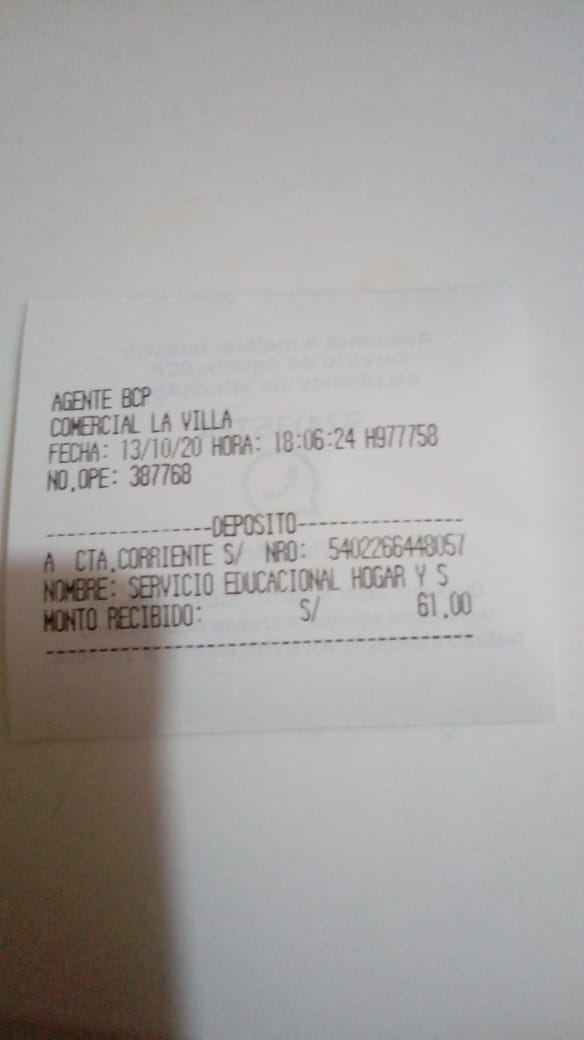 AGENTE BCP
COMERCIAL LA VILLA
FECHA: 13/10/20 HORA: 18:06:24 H977758
NO.OPE: 387768
----------------DEPOSITO----------------
A CTA.CORRIENTE S/ NRO: 5402266448057
NOMBRE: SERVICIO EDUCACIONAL HOGAR Y S
MONTO RECIBIDO: S/ 61.00
----------------------------------------